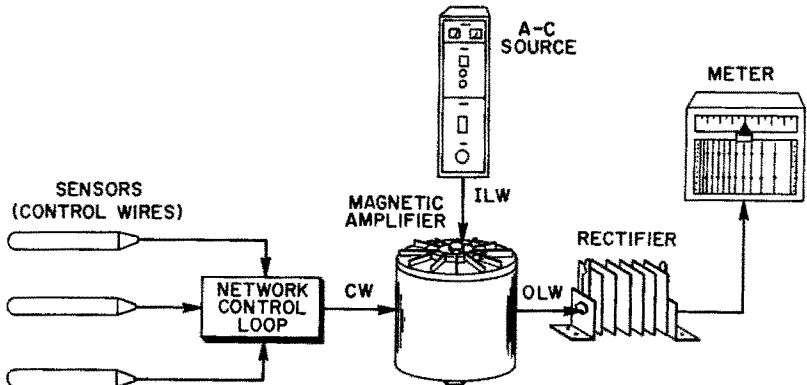 A-C
SOURCE
METER
SENSORS
(CONTROL WIRES)
MAGNETIC
AMPLIFIER
ILW
RECTIFIER
NETWORK
CONTROL
LOOP
CW
OLW